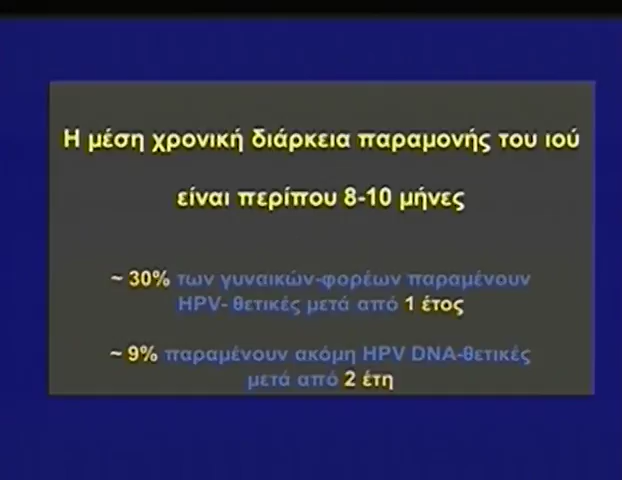 Η μέση χρονική διάρκεια παραμονής του ιού
είναι περίπου 8-10 μήνες
~ 30% των γυναικών-φορέων παραμένουν
HPV- θετικές μετά από 1 έτος
~ 9% παραμένουν ακόμη HPV DNA-θετικές
μετά από 2 έτη